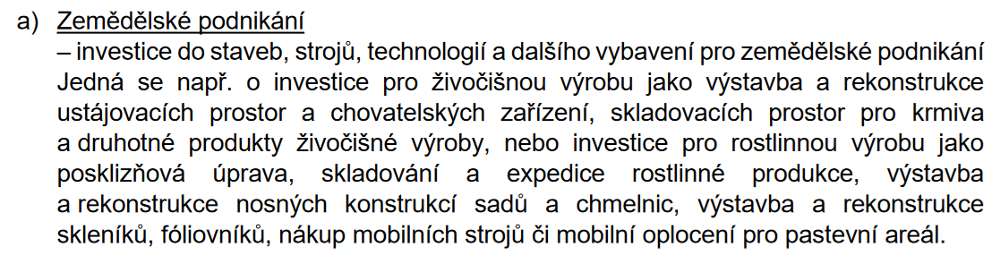 a) Zemědělské podnikání
– investice do staveb, strojů, technologií a dalšího vybavení pro zemědělské podnikání
Jedná se např. o investice pro živočišnou výrobu jako výstavba a rekonstrukce
ustájovacích prostor a chovatelských zařízení, skladovacích prostor pro krmiva
a druhotné produkty živočišné výroby, nebo investice pro rostlinnou výrobu jako
posklizňová úprava, skladování a expedice rostlinné produkce, výstavba
a rekonstrukce nosných konstrukcí sadů a chmelnic, výstavba a rekonstrukce
skleníků, fóliovníků, nákup mobilních strojů či mobilní oplocení pro pastevní areál.